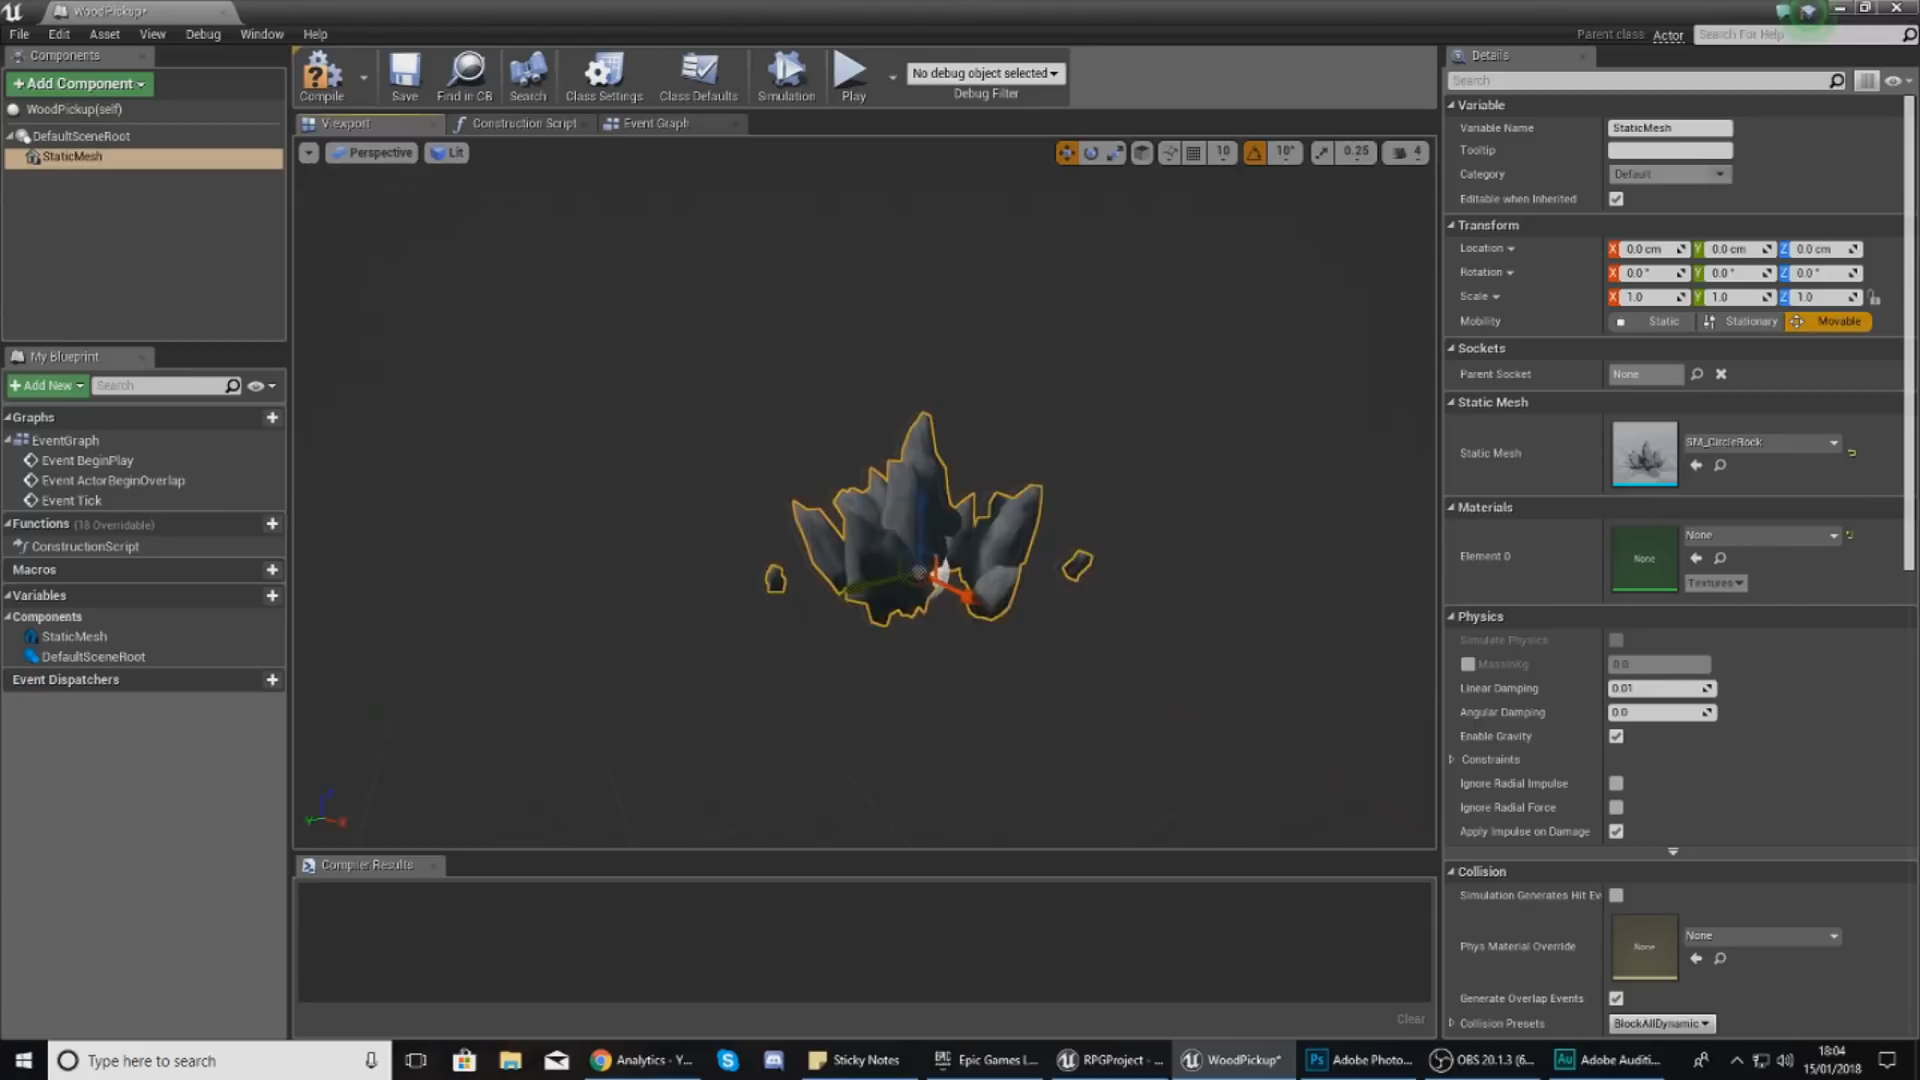 WoodPickup*
File Edit Asset View Debug Window Help
Parent class: Actor
Search For Help
Components
+Add Component
WoodPickup(self)
DefaultSceneRoot
StaticMesh
Compile
Save
Find in CB
Search
Class Settings
Class Defaults
Simulation
Play
No debug object selected
Debug Filter
Viewport
Construction Script
Event Graph
Perspective
Lit
10
10°
0.25
4
My Blueprint
+Add New
Search
Graphs
EventGraph
Event BeginPlay
Event ActorBeginOverlap
Event Tick
Functions (18 Overridable)
ConstructionScript
Macros
Variables
Components
StaticMesh
DefaultSceneRoot
Event Dispatchers
Compiler Results
Clear
Details
Search
Variable
Variable Name StaticMesh
Tooltip
Category Default
Editable when Inherited
Transform
Location X 0.0 cm Y 0.0 cm Z 0.0 cm
Rotation X 0.0° Y 0.0° Z 0.0°
Scale X 1.0 Y 1.0 Z 1.0
Mobility Static Stationary Movable
Sockets
Parent Socket None
Static Mesh
Static Mesh SM_CircleRock
Materials
Element 0 None None
Textures
Physics
Simulate Physics
MassInKg 0.0
Linear Damping 0.01
Angular Damping 0.0
Enable Gravity
Constraints
Ignore Radial Impulse
Ignore Radial Force
Apply Impulse on Damage
Collision
Simulation Generates Hit Ev
Phys Material Override None None
Generate Overlap Events
Collision Presets BlockAllDynamic
Type here to search
Analytics - Y...
Sticky Notes
Epic Games L...
RPGProject - ...
WoodPickup*
Adobe Photo...
OBS 20.1.3 (6...
Adobe Auditi...
18:04
15/01/2018